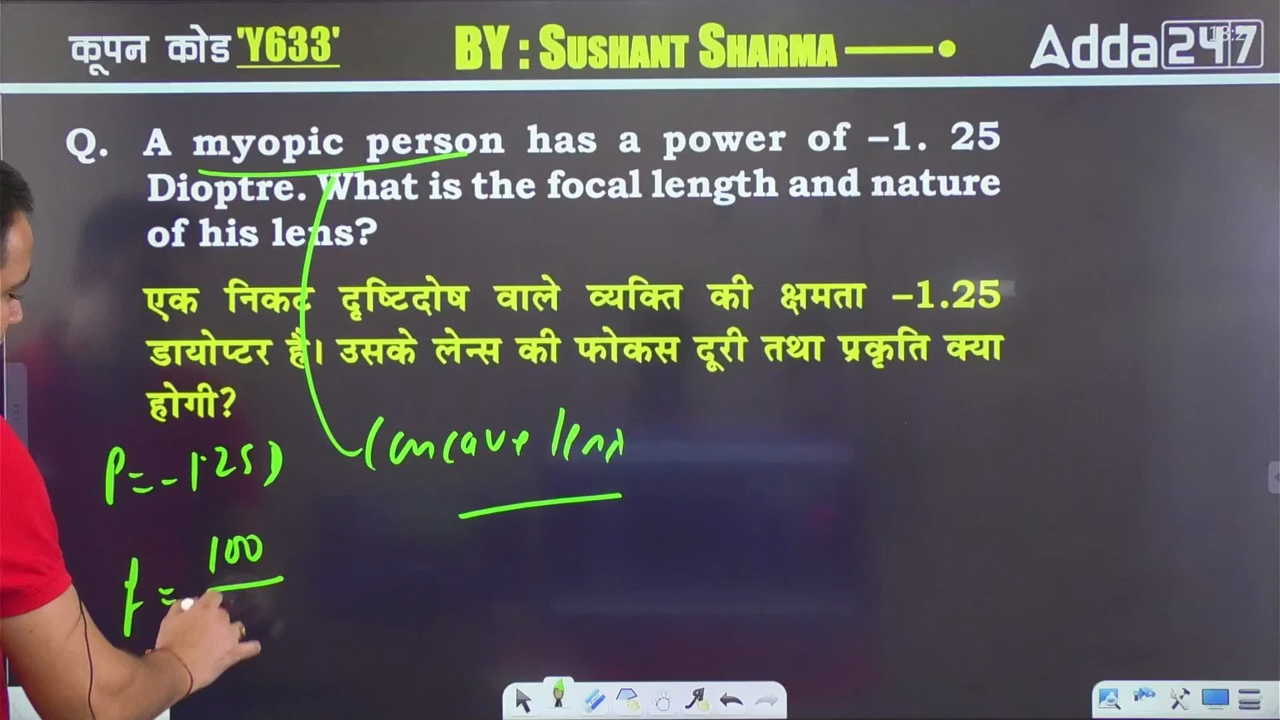 कूपन कोड 'Y633' BY : SUSHANT SHARMA Adda247
Q. A myopic person has a power of –1. 25
Dioptre. What is the focal length and nature
of his lens?
एक निकट दृष्टिदोष वाले व्यक्ति की क्षमता –1.25
डायोप्टर है। उसके लेन्स की फोकस दूरी तथा प्रकृति क्या
होगी?
Concave lens
P=-1.25D
f = 100